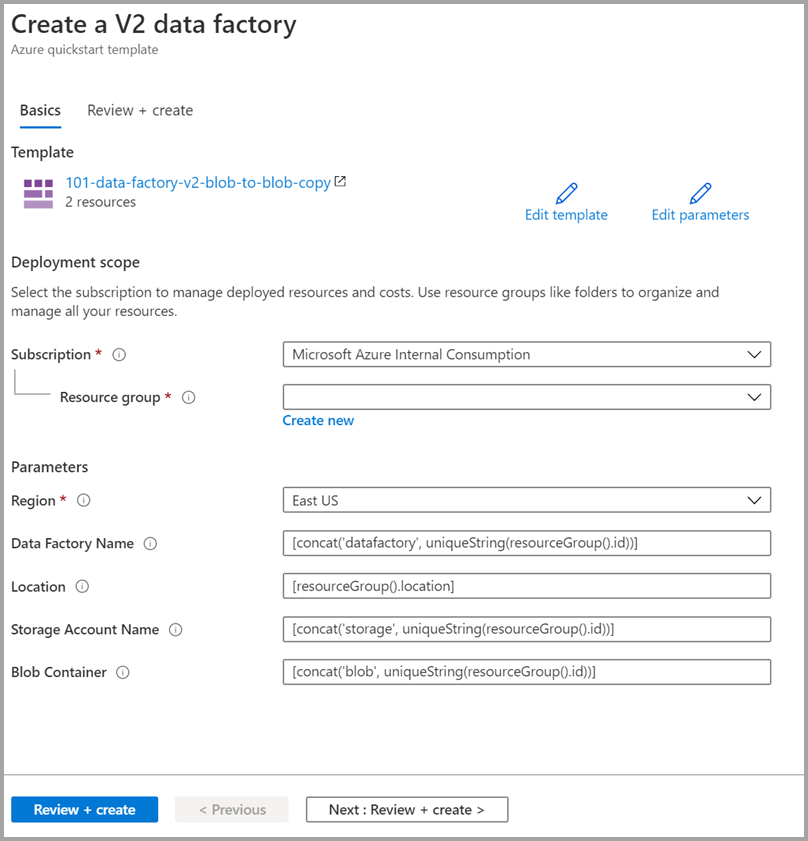 Create a V2 data factory
Azure quickstart template
Basics
Review + create
Template
101-data-factory-v2-blob-to-blob-copy
2 resources
Edit template
Edit parameters
Deployment scope
Select the subscription to manage deployed resources and costs. Use resource groups like folders to organize and
manage all your resources.
Subscription *
Microsoft Azure Internal Consumption
Resource group *
Create new
Parameters
Region *
East US
Data Factory Name
[concat('datafactory', uniqueString(resourceGroup().id))]
Location
[resourceGroup().location]
Storage Account Name
[concat('storage', uniqueString(resourceGroup().id))]
Blob Container
[concat('blob', uniqueString(resourceGroup().id))]
Review + create
< Previous
Next : Review + create >